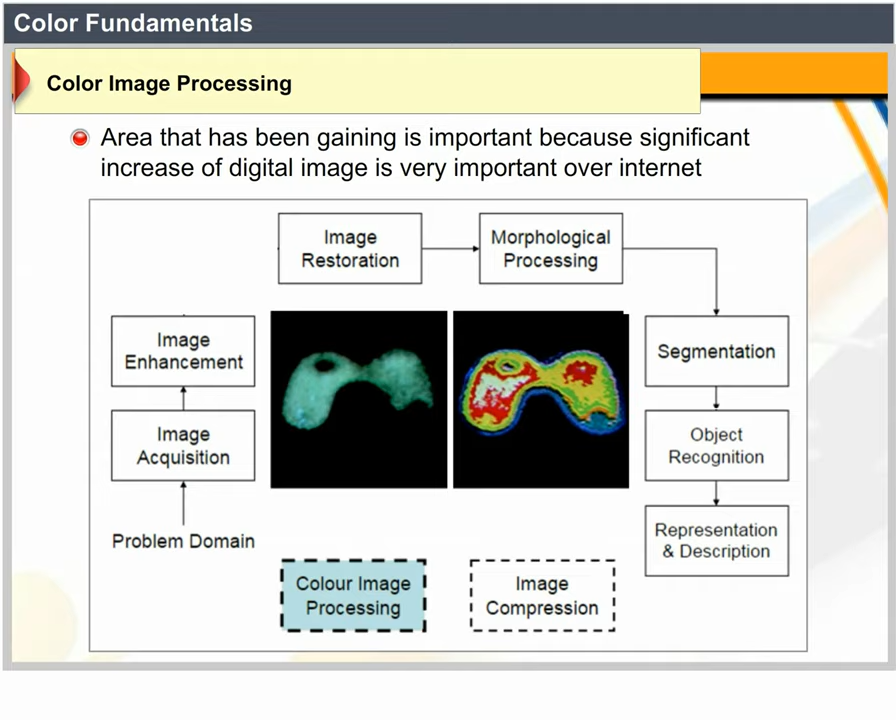 Color Fundamentals
Color Image Processing
Area that has been gaining is important because significant
increase of digital image is very important over internet
Image
Restoration
Morphological
Processing
Image
Enhancement
Segmentation
Image
Acquisition
Object
Recognition
Problem Domain
Representation
& Description
Colour Image
Processing
Image
Compression